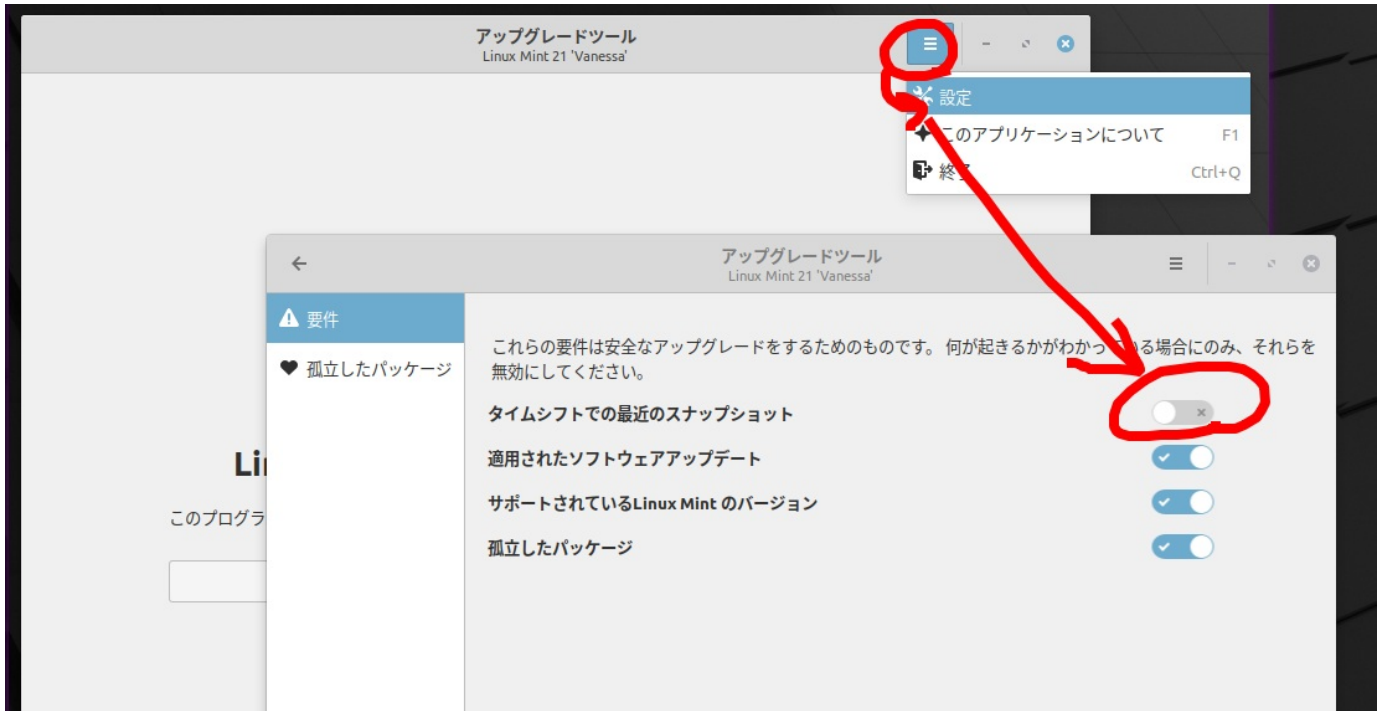 アップグレードツール
Linux Mint 21 'Vanessa'
設定
このアプリケーションについて F1
終了 Ctrl+Q
アップグレードツール
Linux Mint 21 'Vanessa'
要件
孤立したパッケージ
これらの要件は安全なアップグレードをするためのものです。 何が起きるかがわかっている場合にのみ、それらを
無効にしてください。
タイムシフトでの最近のスナップショット
適用されたソフトウェアアップデート
サポートされているLinux Mint のバージョン
孤立したパッケージ
Li
このプログラ